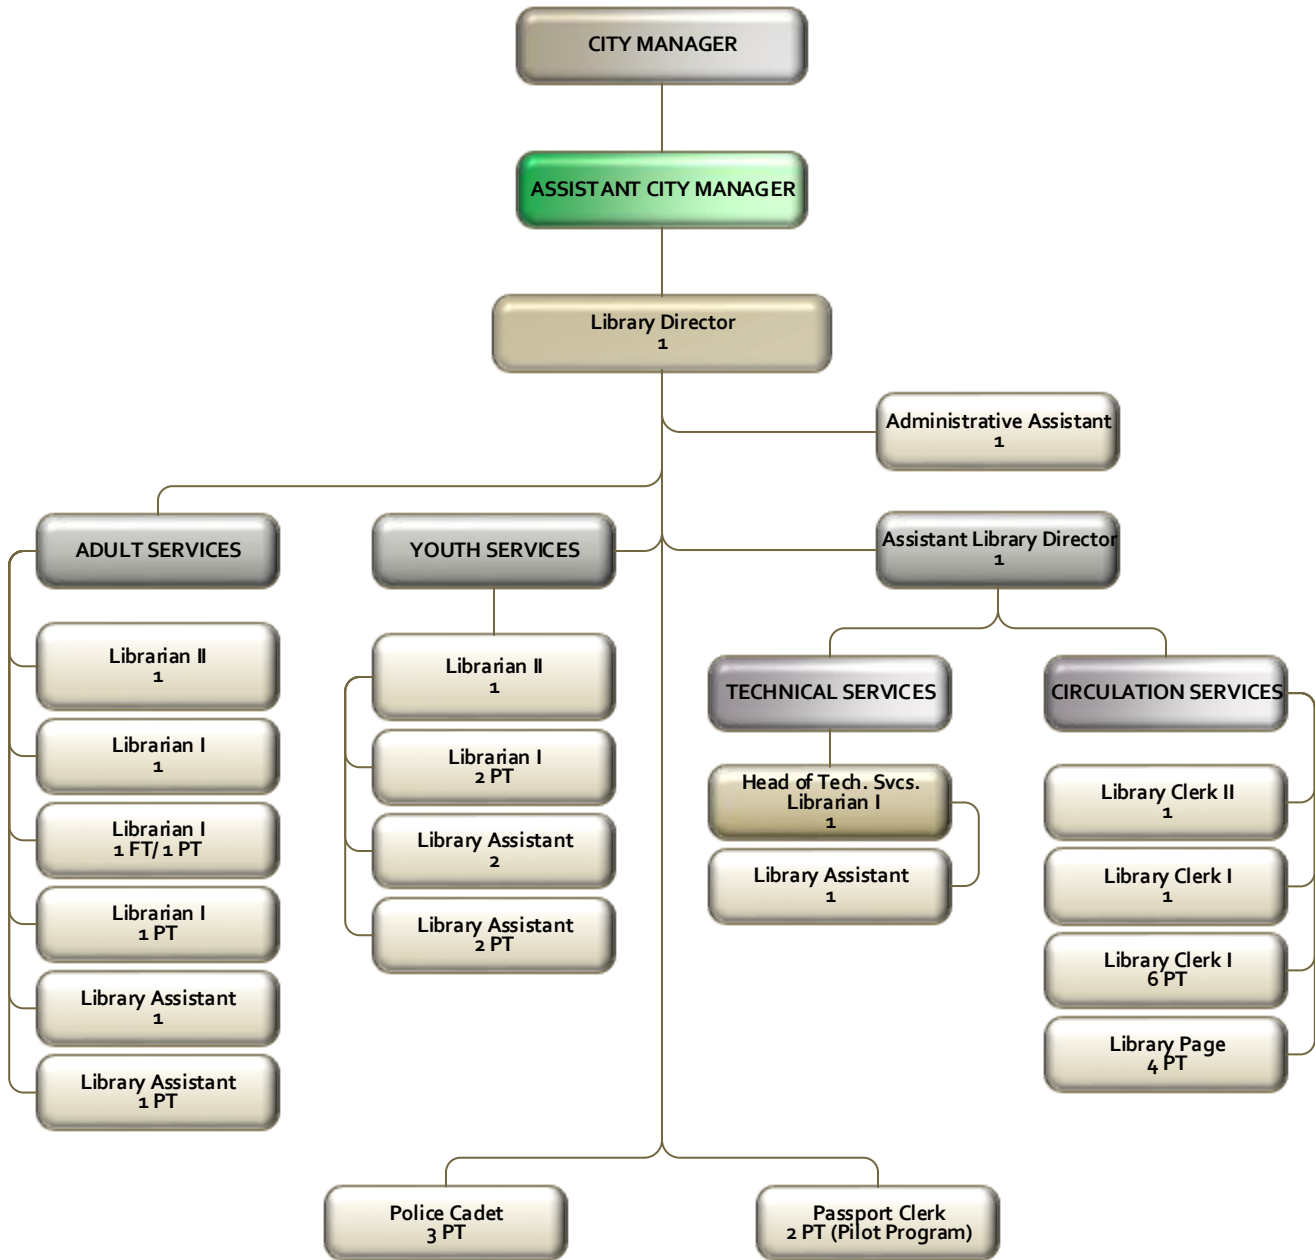 CITY MANAGER
ASSISTANT CITY MANAGER
Library Director
1
Administrative Assistant
1
ADULT SERVICES
YOUTH SERVICES
Assistant Library Director
1
Librarian II
1
Librarian I
1
Librarian I
1 FT/ 1 PT
Librarian I
1 PT
Library Assistant
1
Library Assistant
1 PT
Librarian II
1
Librarian I
2 PT
Library Assistant
2
Library Assistant
2 PT
TECHNICAL SERVICES
Head of Tech. Svcs.
Librarian I
1
Library Assistant
1
CIRCULATION SERVICES
Library Clerk II
1
Library Clerk I
1
Library Clerk I
6 PT
Library Page
4 PT
Police Cadet
3 PT
Passport Clerk
2 PT (Pilot Program)